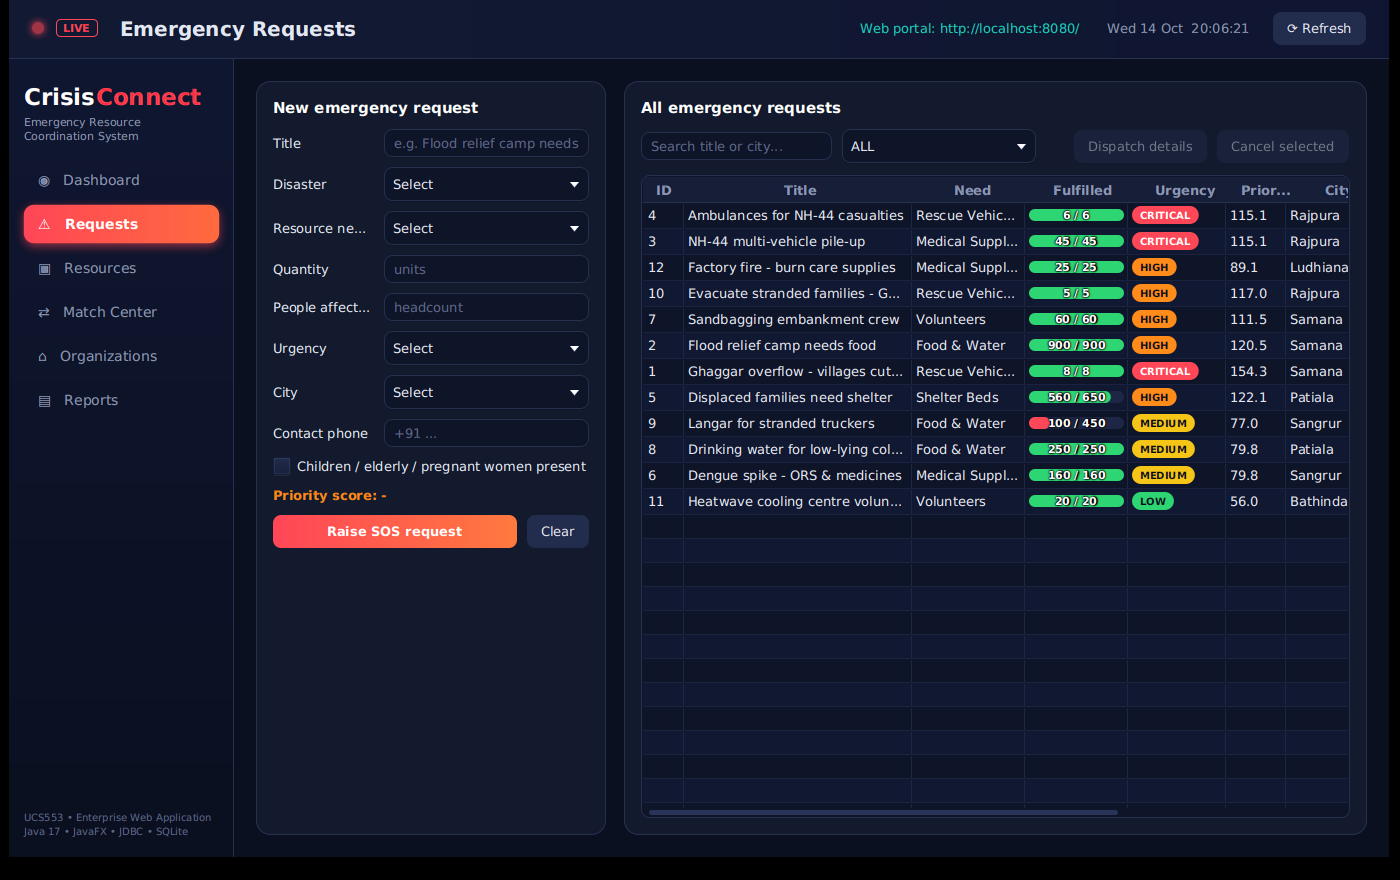 LIVE
Emergency Requests
Web portal: http://localhost:8080/
Wed 14 Oct 20:06:21
⟳ Refresh
CrisisConnect
Emergency Resource
Coordination System
Dashboard
Requests
Resources
Match Center
Organizations
Reports
UCS553 • Enterprise Web Application
Java 17 • JavaFX • JDBC • SQLite
New emergency request
Title e.g. Flood relief camp needs
Disaster Select
Resource ne... Select
Quantity units
People affect... headcount
Urgency Select
City Select
Contact phone +91 ...
Children / elderly / pregnant women present
Priority score: -
Raise SOS request Clear
All emergency requests
Search title or city... ALL Dispatch details Cancel selected
ID Title Need Fulfilled Urgency Prior... City
4 Ambulances for NH-44 casualties Rescue Vehic... 6 / 6 CRITICAL 115.1 Rajpura
3 NH-44 multi-vehicle pile-up Medical Suppl... 45 / 45 CRITICAL 115.1 Rajpura
12 Factory fire - burn care supplies Medical Suppl... 25 / 25 HIGH 89.1 Ludhiana
10 Evacuate stranded families - G... Rescue Vehic... 5 / 5 HIGH 117.0 Rajpura
7 Sandbagging embankment crew Volunteers 60 / 60 HIGH 111.5 Samana
2 Flood relief camp needs food Food & Water 900 / 900 HIGH 120.5 Samana
1 Ghaggar overflow - villages cut... Rescue Vehic... 8 / 8 CRITICAL 154.3 Samana
5 Displaced families need shelter Shelter Beds 560 / 650 HIGH 122.1 Patiala
9 Langar for stranded truckers Food & Water 100 / 450 MEDIUM 77.0 Sangrur
8 Drinking water for low-lying col... Food & Water 250 / 250 MEDIUM 79.8 Patiala
6 Dengue spike - ORS & medicines Medical Suppl... 160 / 160 MEDIUM 79.8 Sangrur
11 Heatwave cooling centre volun... Volunteers 20 / 20 LOW 56.0 Bathinda